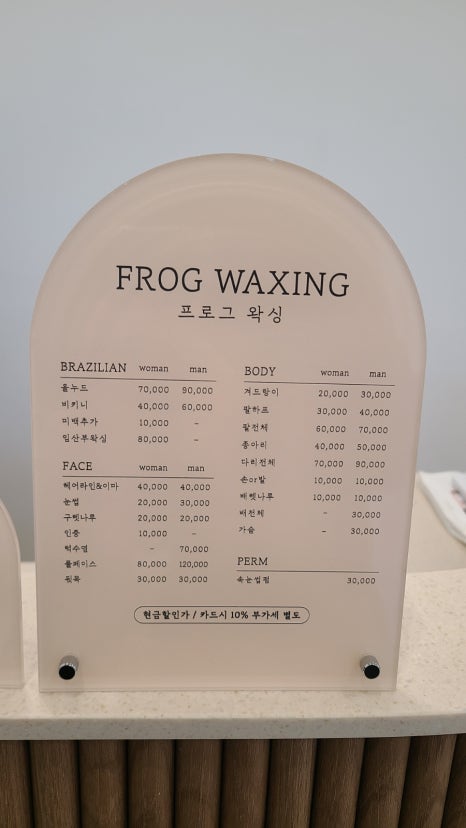 FROG WAXING
프로그 왁싱
BRAZILIAN woman man
올누드 70,000 90,000
비키니 40,000 60,000
미백추가 10,000 -
임산부왁싱 80,000 -
FACE woman man
헤어라인&이마 40,000 40,000
눈썹 20,000 30,000
구렛나루 20,000 20,000
인중 10,000 -
턱수염 - 70,000
풀페이스 80,000 120,000
뒷목 30,000 30,000
BODY woman man
겨드랑이 20,000 30,000
팔하프 30,000 40,000
팔전체 60,000 70,000
종아리 40,000 50,000
다리전체 70,000 90,000
손or발 10,000 10,000
배렛나루 10,000 10,000
배전체 - 30,000
가슴 - 30,000
PERM
속눈썹펌 30,000
현금할인가 / 카드시 10% 부가세 별도